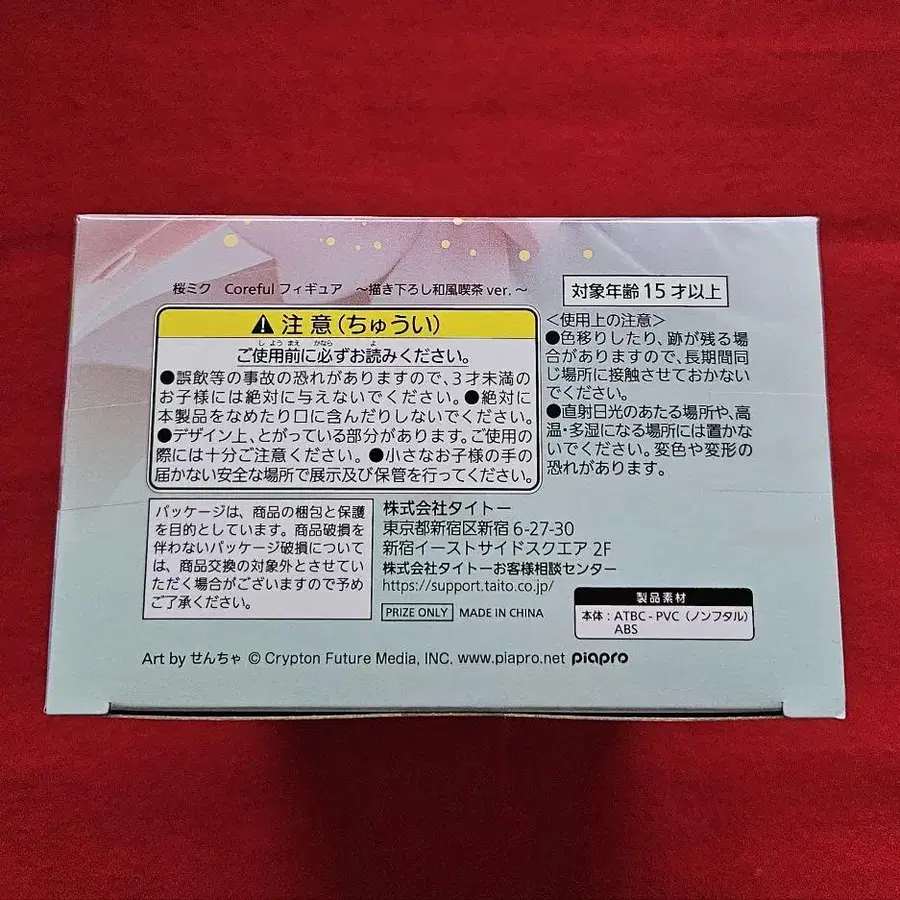 桜ミク Coreful フィギュア ～描き下ろし和風喫茶 ver.～
対象年齢 15 才以上
注意(ちゅうい)
しようまえ かなら よ
ご使用前に必ずお読みください。
●誤飲等の事故の恐れがありますので、3才未満の
お子様には絶対に与えないでください。●絶対に
本製品をなめたり口に含んだりしないでください。
●デザイン上、とがっている部分があります。ご使用の
際には十分ご注意ください。●小さなお子様の手の
届かない安全な場所で展示及び保管を行ってください。
＜使用上の注意＞
●色移りしたり、跡が残る場
合がありますので、長期間同
じ場所に接触させておかない
でください。
●直射日光のあたる場所や、高
温・多湿になる場所には置かな
いでください。変色や変形の
恐れがあります。
パッケージは、商品の梱包と保護
を目的としています。商品破損を
伴わないパッケージ破損について
は、商品交換の対象外とさせてい
ただく場合がございますので予め
ご了承ください。
株式会社タイトー
東京都新宿区新宿 6-27-30
新宿イーストサイドスクエア 2F
株式会社タイトーお客様相談センター
https://support.taito.co.jp/
PRIZE ONLY MADE IN CHINA
製品素材
本体：ATBC-PVC（ノンフタル）
ABS
Art by せんちゃ © Crypton Future Media, INC. www.piapro.net piapro